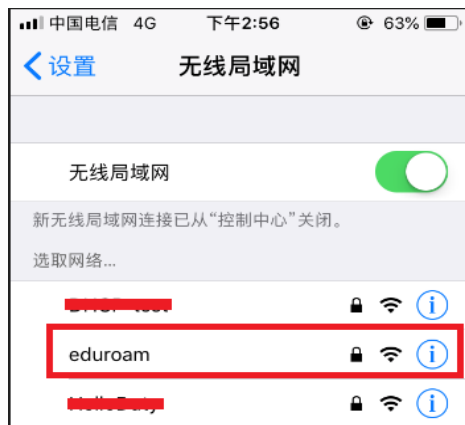 中国电信 4G 下午2:56 63%
设置 无线局域网
无线局域网
新无线局域网连接已从“控制中心”关闭。
选取网络...
eduroam